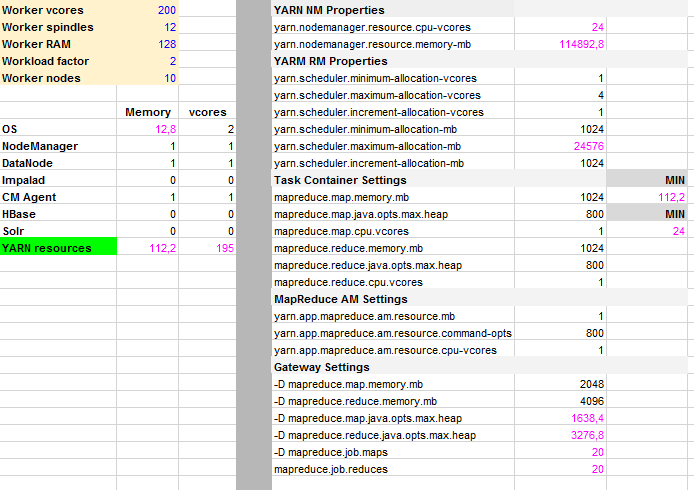 Worker vcores 200
Worker spindles 12
Worker RAM 128
Workload factor 2
Worker nodes 10
Memory vcores
OS 12,8 2
NodeManager 1 1
DataNode 1 1
Impalad 0 0
CM Agent 1 1
HBase 0 0
Solr 0 0
YARN resources 112,2 195
YARN NM Properties
yarn.nodemanager.resource.cpu-vcores 24
yarn.nodemanager.resource.memory-mb 114892,8
YARM RM Properties
yarn.scheduler.minimum-allocation-vcores 1
yarn.scheduler.maximum-allocation-vcores 4
yarn.scheduler.increment-allocation-vcores 1
yarn.scheduler.minimum-allocation-mb 1024
yarn.scheduler.maximum-allocation-mb 24576
yarn.scheduler.increment-allocation-mb 1024
Task Container Settings MIN
mapreduce.map.memory.mb 1024 112,2
mapreduce.map.java.opts.max.heap 800 MIN
mapreduce.map.cpu.vcores 1 24
mapreduce.reduce.memory.mb 1024
mapreduce.reduce.java.opts.max.heap 800
mapreduce.reduce.cpu.vcores 1
MapReduce AM Settings
yarn.app.mapreduce.am.resource.mb 1
yarn.app.mapreduce.am.resource.command-opts 800
yarn.app.mapreduce.am.resource.cpu-vcores 1
Gateway Settings
-D mapreduce.map.memory.mb 2048
-D mapreduce.reduce.memory.mb 4096
-D mapreduce.map.java.opts.max.heap 1638,4
-D mapreduce.reduce.java.opts.max.heap 3276,8
-D mapreduce.job.maps 20
mapreduce.job.reduces 20